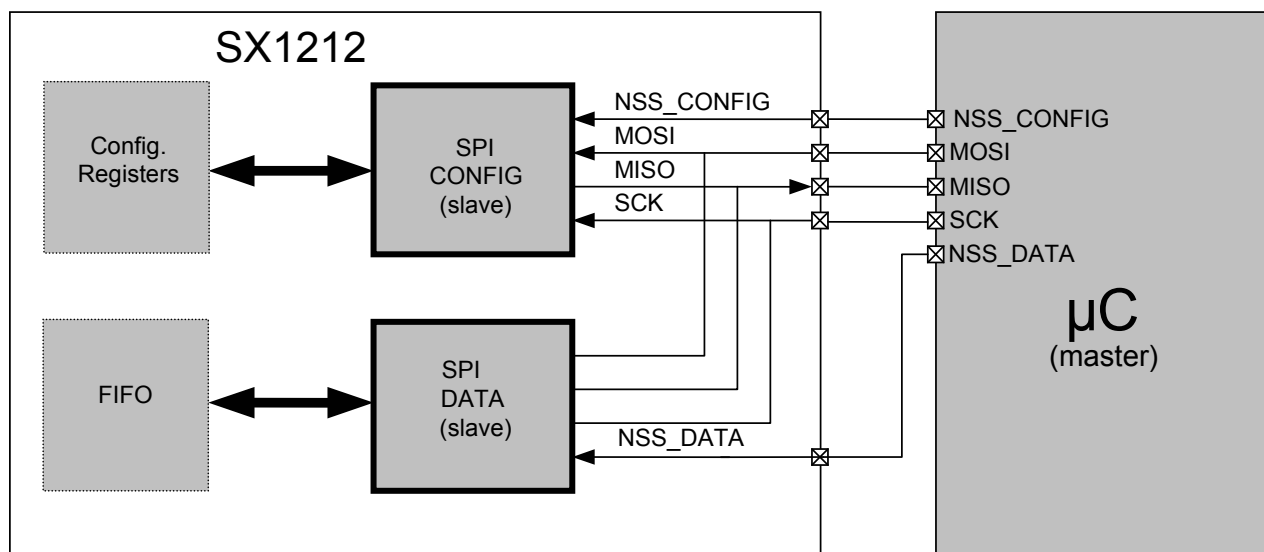 SX1212
Config.
Registers
SPI
CONFIG
(slave)
NSS_CONFIG
MOSI
MISO
SCK
NSS_CONFIG
MOSI
MISO
SCK
NSS_DATA
FIFO
SPI
DATA
(slave)
NSS_DATA
µC
(master)